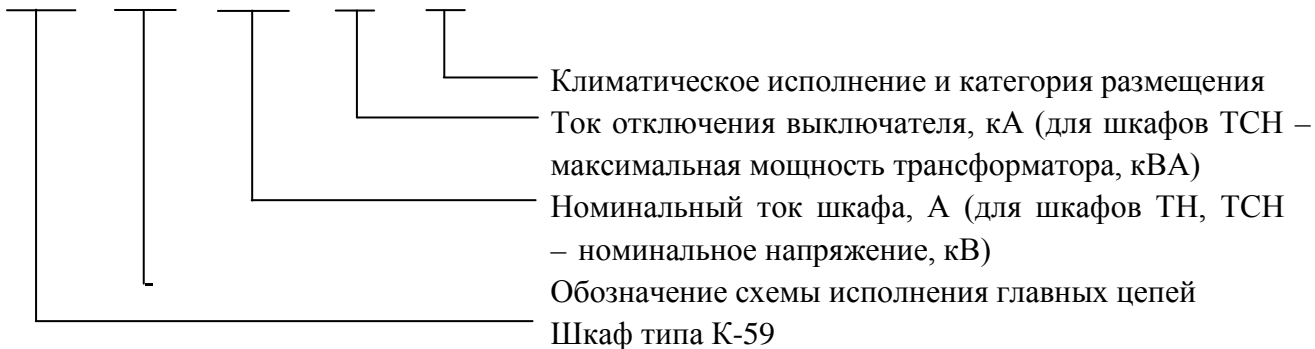 Климатическое исполнение и категория размещения
Ток отключения выключателя, кА (для шкафов ТСН –
максимальная мощность трансформатора, кВА)
Номинальный ток шкафа, А (для шкафов ТН, ТСН
– номинальное напряжение, кВ)
Обозначение схемы исполнения главных цепей
Шкаф типа К-59